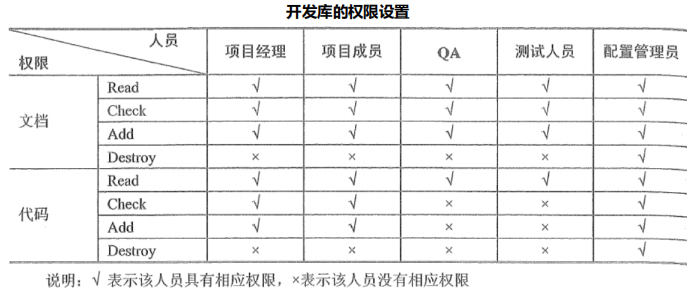 开发库的权限设置
人员 权限 项目经理 项目成员 QA 测试人员 配置管理员
文档 Read √ √ √ √ √
Check √ √ √ √ √
Add √ √ √ √ √
Destroy × × × × √
代码 Read √ √ √ √ √
Check √ √ × × √
Add √ √ × × √
Destroy × × × × √
说明：√ 表示该人员具有相应权限，×表示该人员没有相应权限